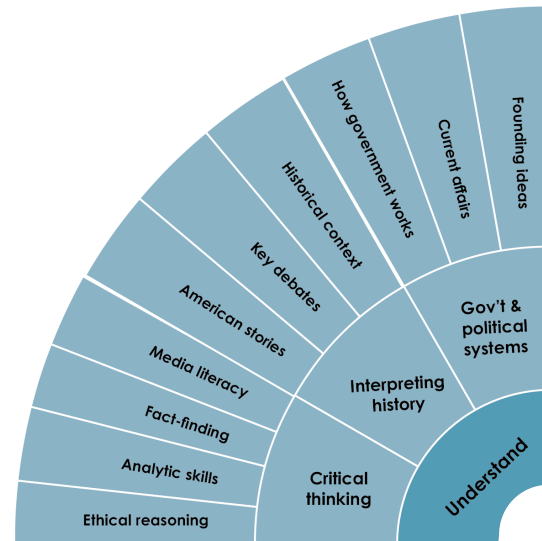 How government works
Current affairs
Founding ideas
Historical context
Key debates
American stories
Media literacy
Fact-finding
Analytic skills
Ethical reasoning
Gov't &
political
systems
Interpreting
history
Critical
thinking
Understand